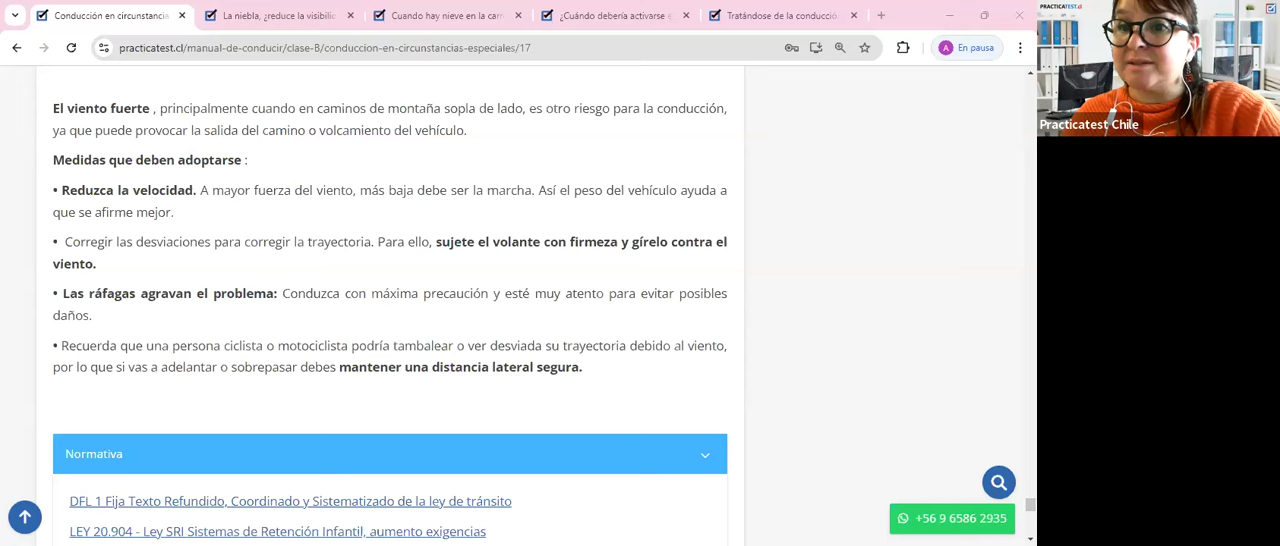 Conducción en circunstancia
La niebla, ¿reduce la visibilid
Cuando hay nieve en la carr
¿Cuándo debería activarse e
Tratándose de la conducció
practicatest.cl/manual-de-conducir/clase-B/conduccion-en-circunstancias-especiales/17
A En pausa
PRACTICATEST.cl
Practicatest Chile
El viento fuerte , principalmente cuando en caminos de montaña sopla de lado, es otro riesgo para la conducción,
ya que puede provocar la salida del camino o volcamiento del vehículo.
Medidas que deben adoptarse :
• Reduzca la velocidad. A mayor fuerza del viento, más baja debe ser la marcha. Así el peso del vehículo ayuda a
que se afirme mejor.
• Corregir las desviaciones para corregir la trayectoria. Para ello, sujete el volante con firmeza y gírelo contra el
viento.
• Las ráfagas agravan el problema: Conduzca con máxima precaución y esté muy atento para evitar posibles
daños.
• Recuerda que una persona ciclista o motociclista podría tambalear o ver desviada su trayectoria debido al viento,
por lo que si vas a adelantar o sobrepasar debes mantener una distancia lateral segura.
Normativa
DFL 1 Fija Texto Refundido, Coordinado y Sistematizado de la ley de tránsito
LEY 20.904 - Ley SRI Sistemas de Retención Infantil, aumento exigencias
+56 9 6586 2935